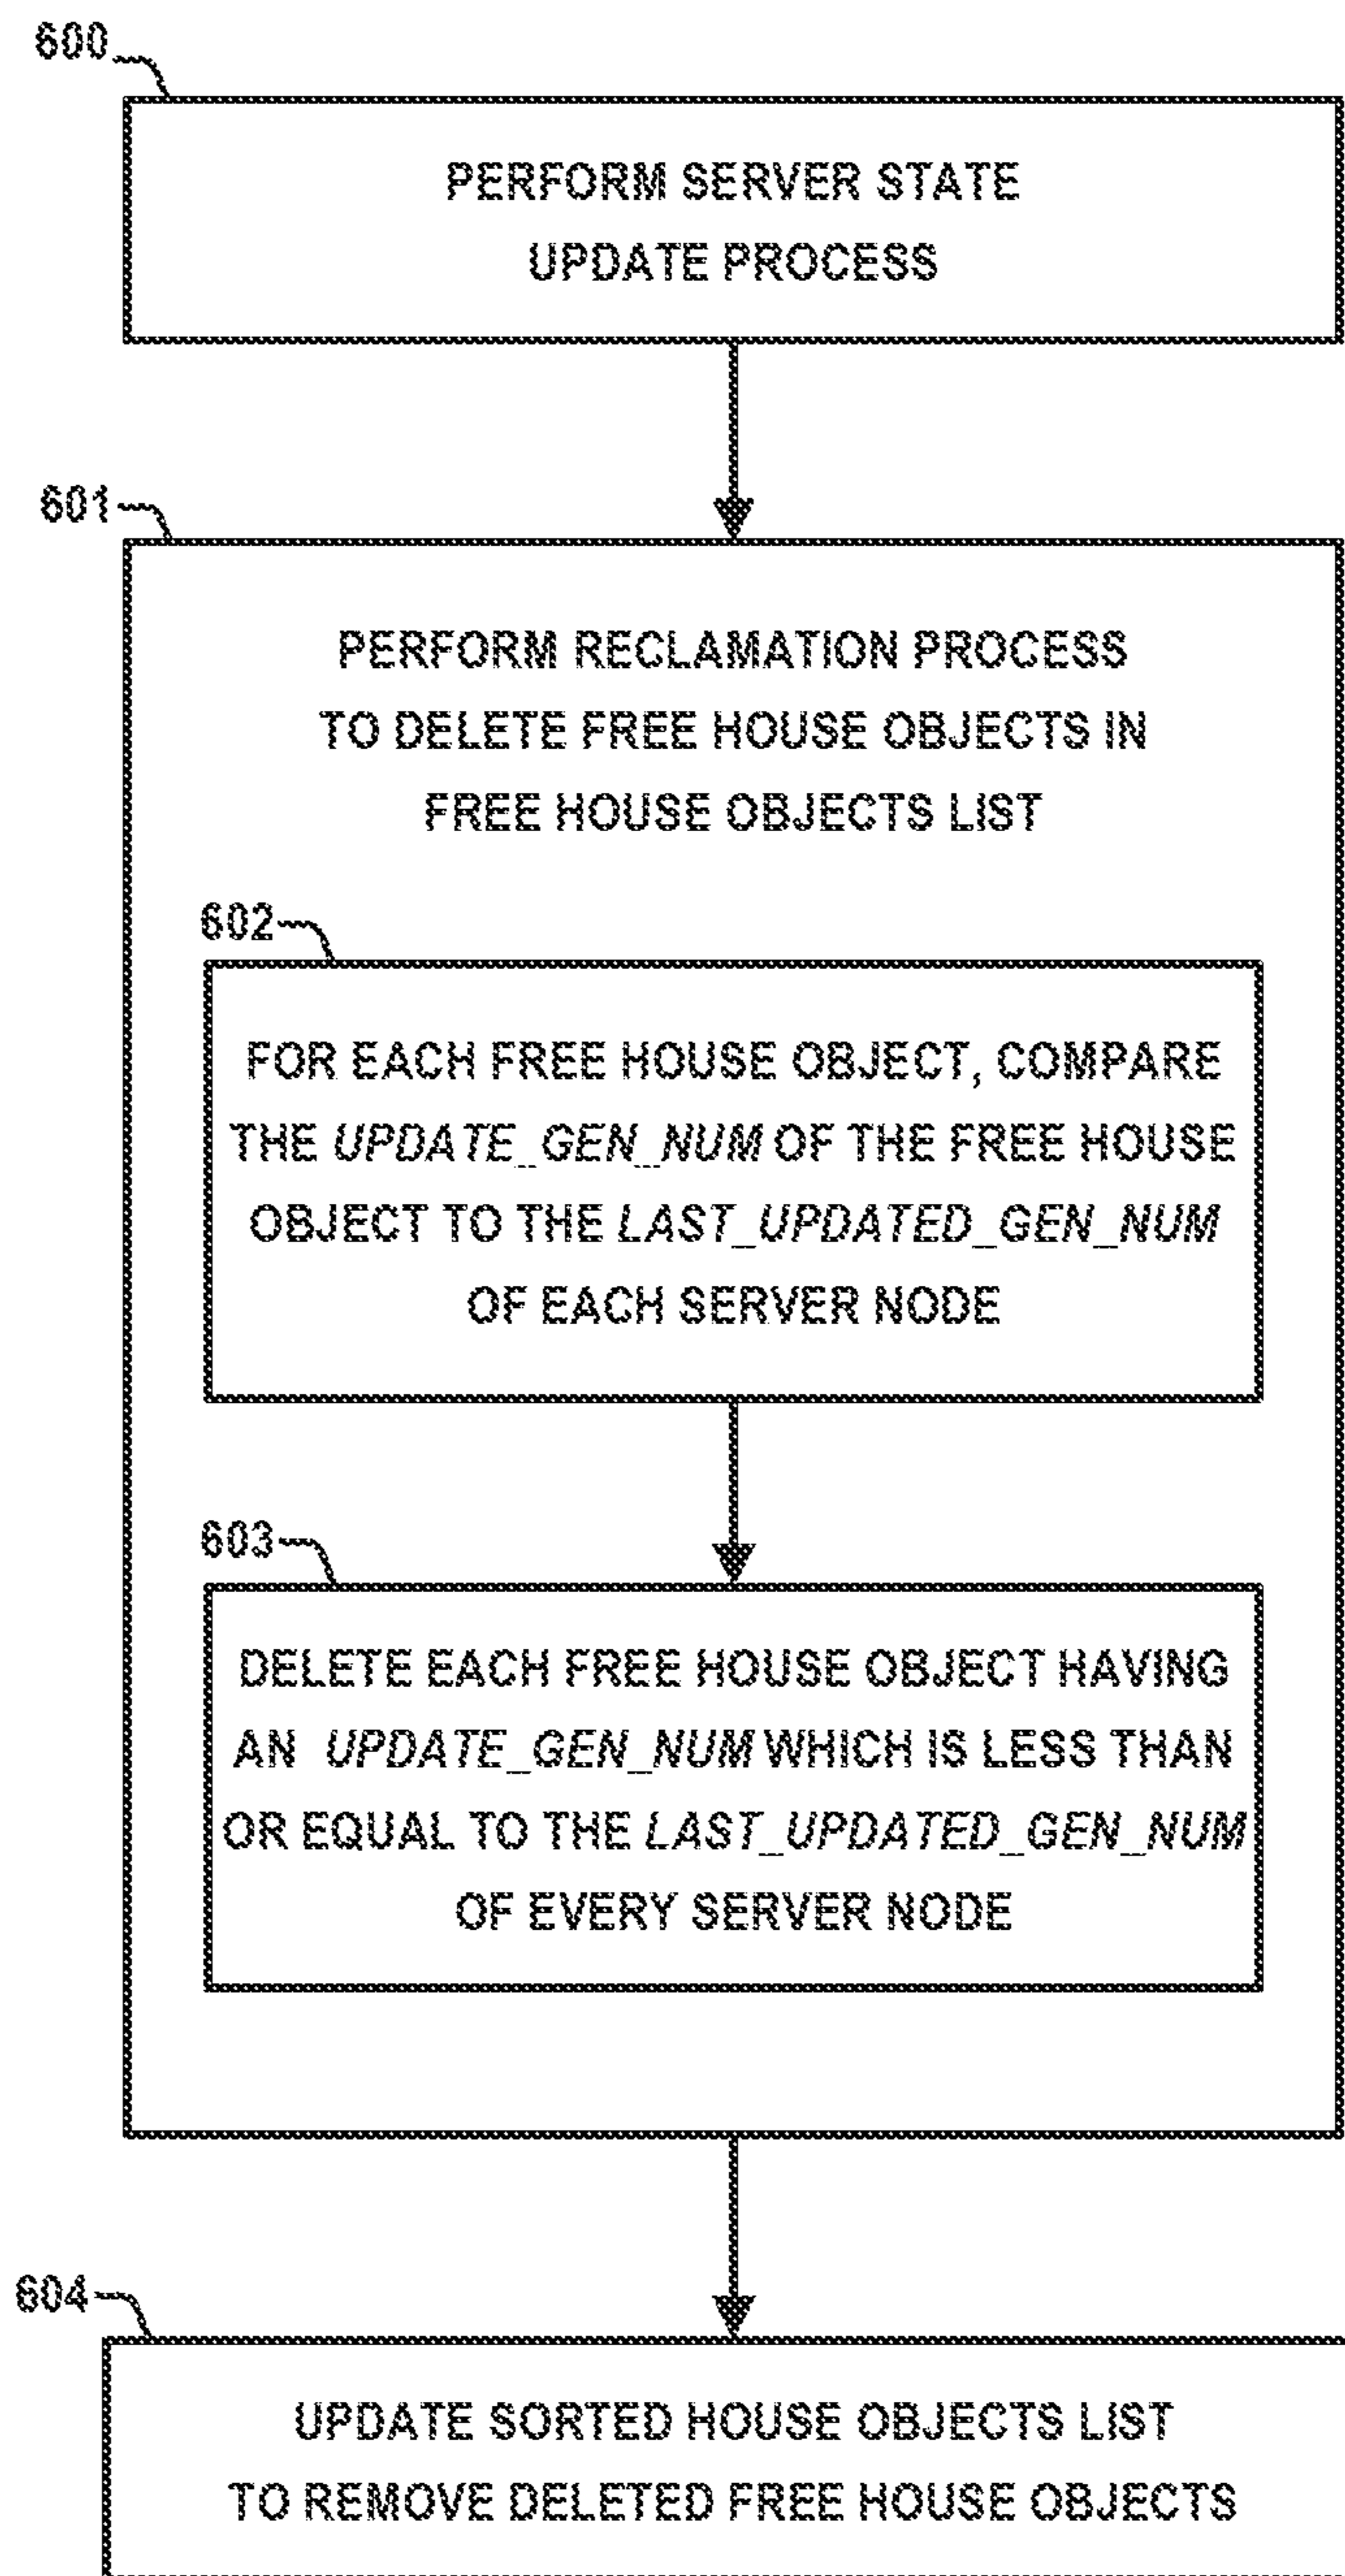 600
PERFORM SERVER STATE
UPDATE PROCESS
601
PERFORM RECLAMATION PROCESS
TO DELETE FREE HOUSE OBJECTS IN
FREE HOUSE OBJECTS LIST
602
FOR EACH FREE HOUSE OBJECT, COMPARE
THE UPDATE_GEN_NUM OF THE FREE HOUSE
OBJECT TO THE LAST_UPDATED_GEN_NUM
OF EACH SERVER NODE
603
DELETE EACH FREE HOUSE OBJECT HAVING
AN UPDATE_GEN_NUM WHICH IS LESS THAN
OR EQUAL TO THE LAST_UPDATED_GEN_NUM
OF EVERY SERVER NODE
604
UPDATE SORTED HOUSE OBJECTS LIST
TO REMOVE DELETED FREE HOUSE OBJECTS